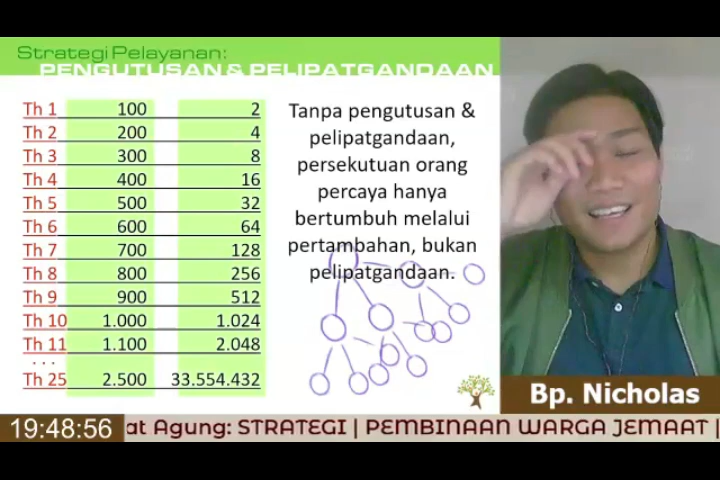 Strategi Pelayanan:
PENGUTUSAN & PELIPATGANDAAN
Th 1 100 2
Th 2 200 4
Th 3 300 8
Th 4 400 16
Th 5 500 32
Th 6 600 64
Th 7 700 128
Th 8 800 256
Th 9 900 512
Th 10 1.000 1.024
Th 11 1.100 2.048
...
Th 25 2.500 33.554.432
Tanpa pengutusan &
pelipatgandaan,
persekutuan orang
percaya hanya
bertumbuh melalui
pertambahan, bukan
pelipatgandaan.
Bp. Nicholas
19:48:56 at Agung: STRATEGI | PEMBINAAN WARGA JEMAAT |